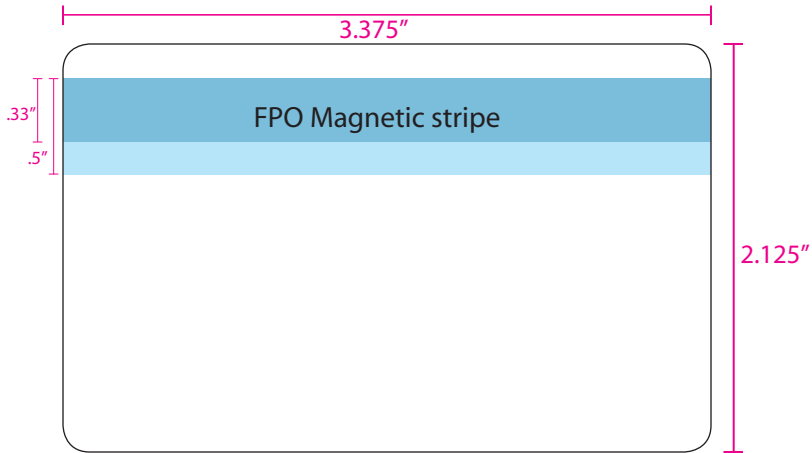 3.375”
FPO Magnetic stripe
.33”
.5”
2.125”